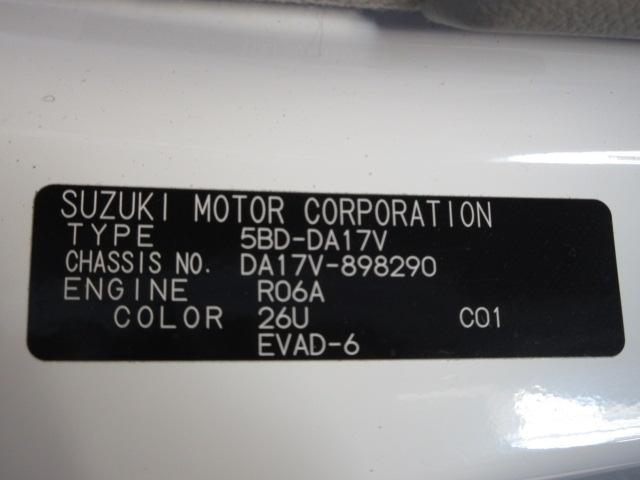 SUZUKI MOTOR CORPORATION
TYPE 5BD-DA17V
CHASSIS NO. DA17V-898290
ENGINE R06A
COLOR 26U C01
EVAD-6